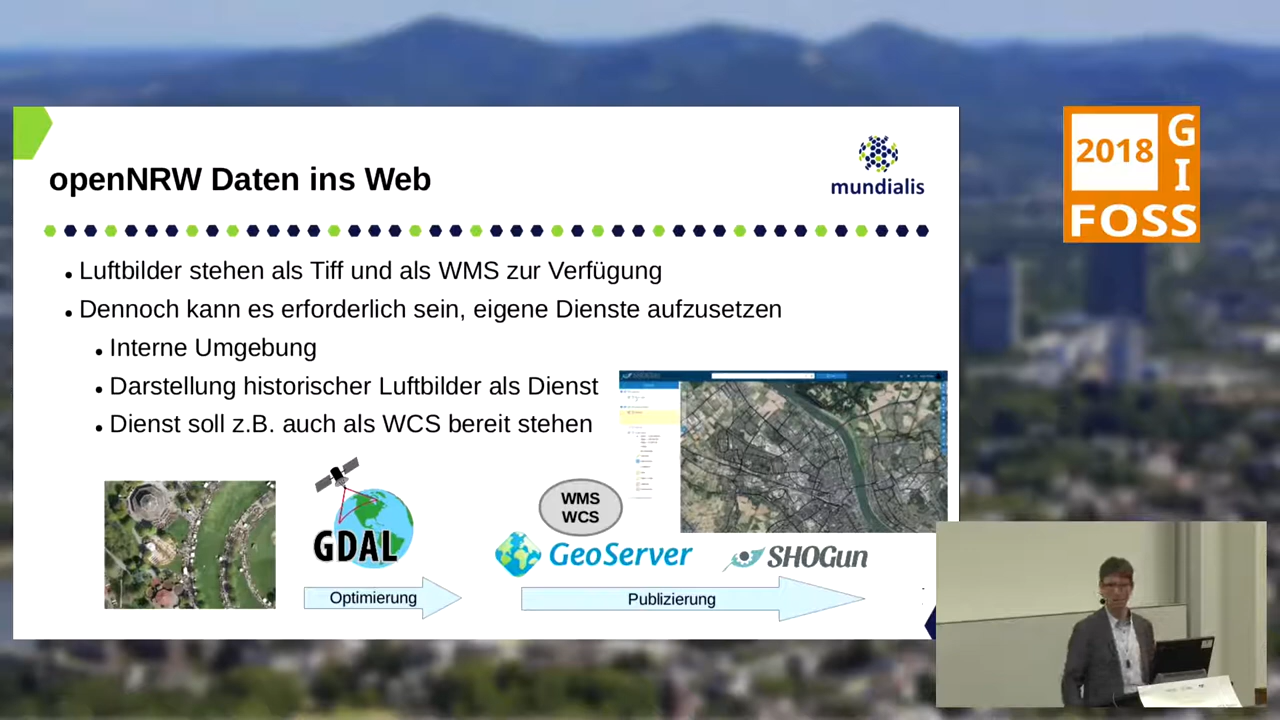 openNRW Daten ins Web
mundialis
2018
G
I
FOSS
Luftbilder stehen als Tiff und als WMS zur Verfügung
Dennoch kann es erforderlich sein, eigene Dienste aufzusetzen
Interne Umgebung
Darstellung historischer Luftbilder als Dienst
Dienst soll z.B. auch als WCS bereit stehen
GDAL
WMS
WCS
GeoServer
SHOGun
Optimierung
Publizierung